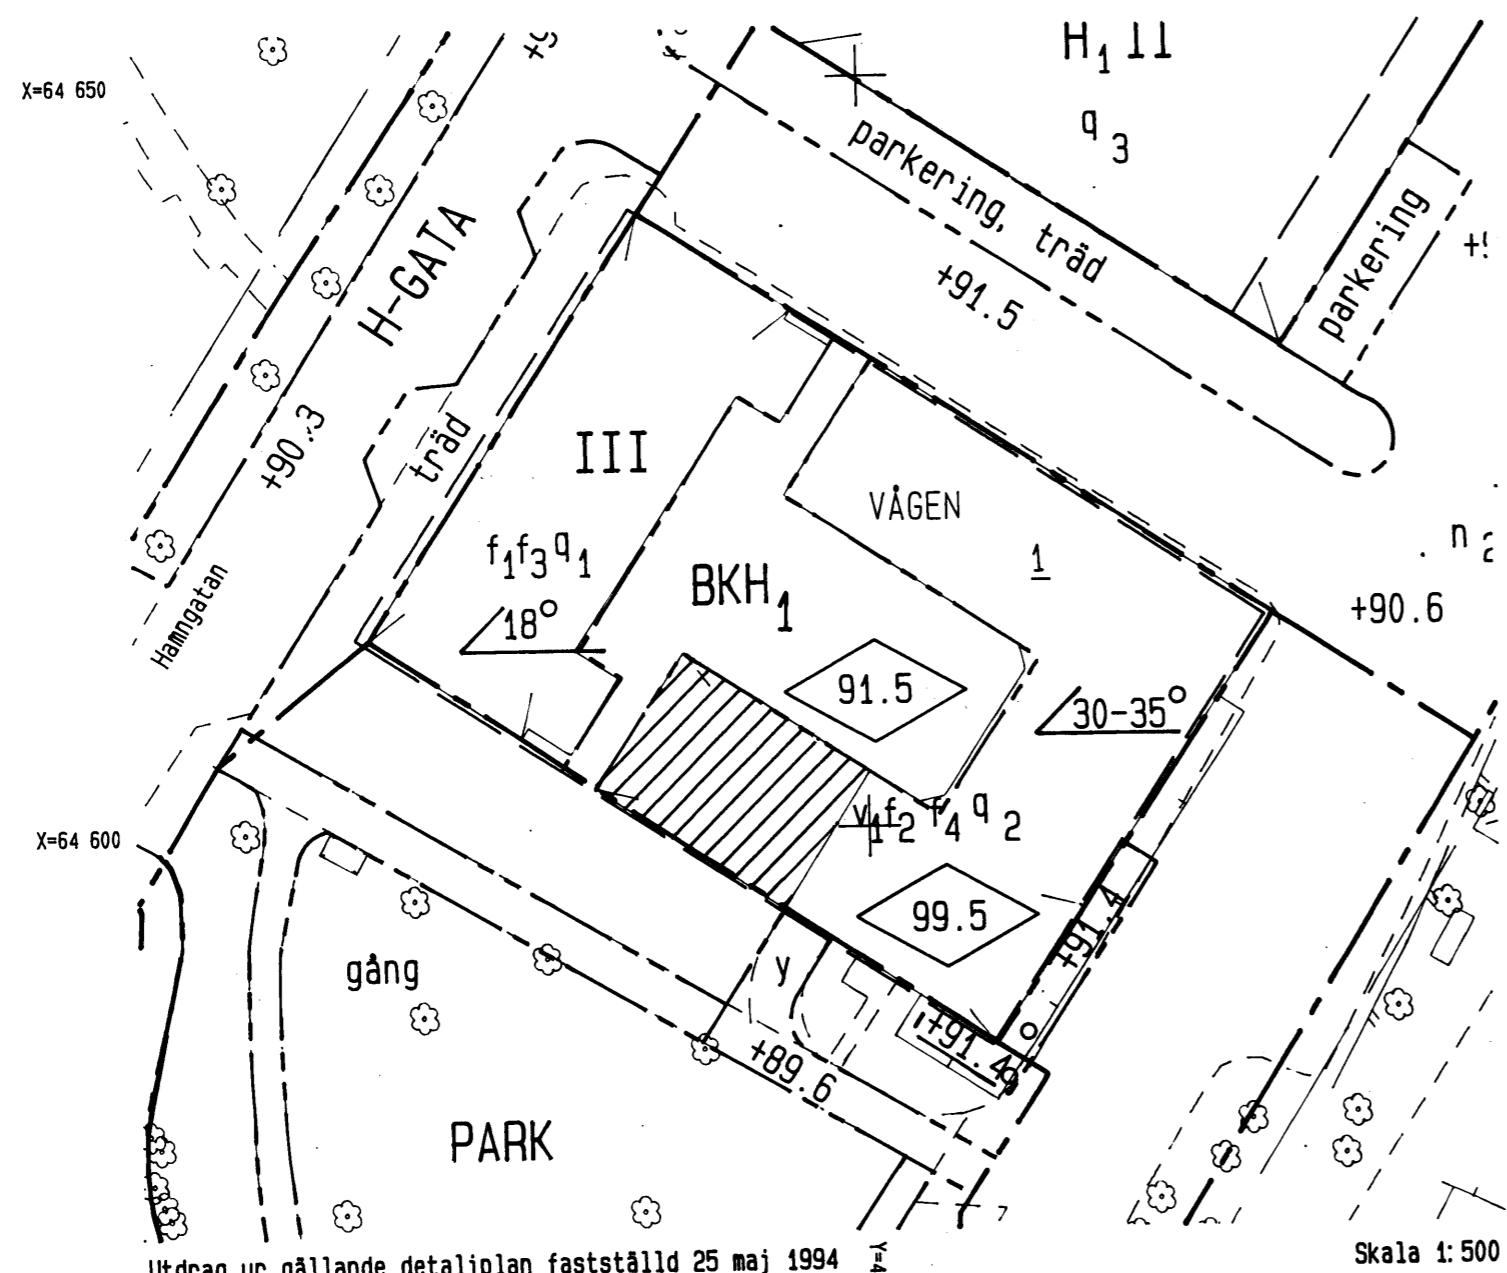 H₁ II
X=64 650
q₃
parkering, träd
parkering
H-GATA
+91.5
+90.3
träd
III
VÅGEN
1
f₁f₃q₁
n
BKH₁
18°
+90.6
Hamngatan
91.5
30-35°
v₁f₂ f₄ q₂
X=64 600
99.5
+91.4
gång
y
+91.4
+89.6
PARK
Utdrag ur gällande detaljplan fastställd 25 maj 1994
Skala 1:500